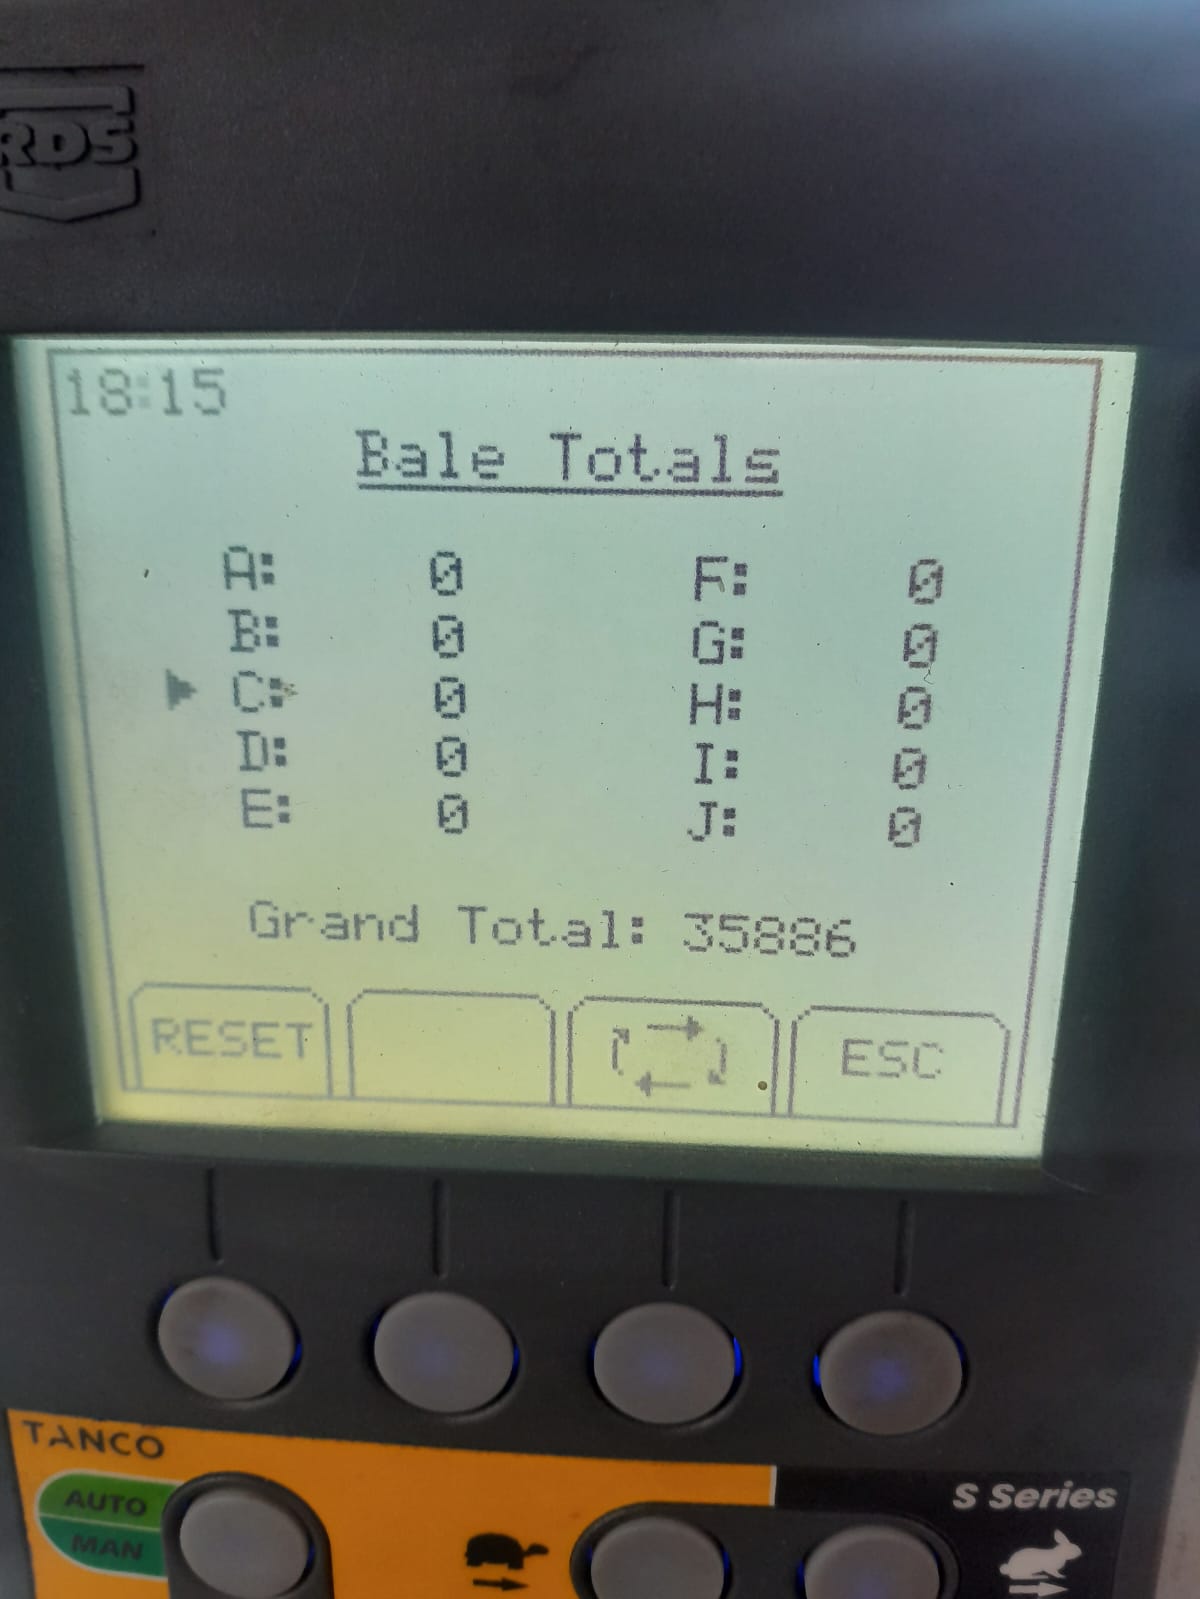 RDS
18:15
Bale Totals
A: 0 F: 0
B: 0 G: 0
C: 0 H: 0
D: 0 I: 0
E: 0 J: 0
Grand Total: 35886
RESET ESC
TANCO
AUTO
MAN
S Series